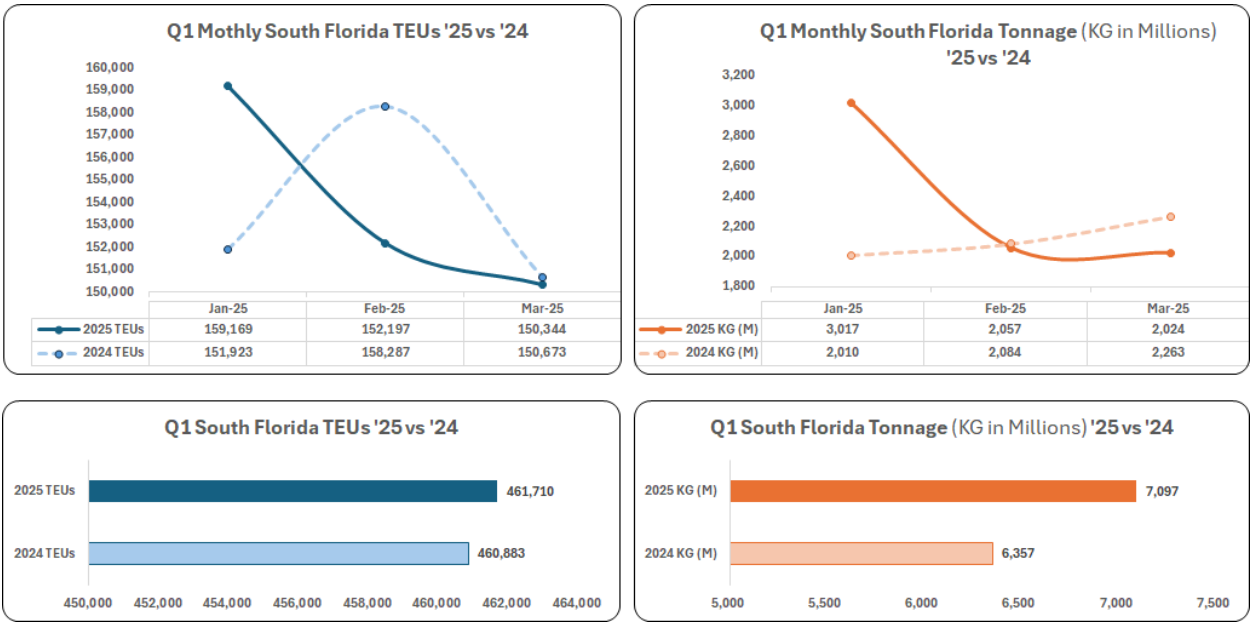 Q1 Mothly South Florida TEUs '25 vs '24
160,000
159,000
158,000
157,000
156,000
155,000
154,000
153,000
152,000
151,000
150,000
Jan-25 Feb-25 Mar-25
2025 TEUs 159,169 152,197 150,344
2024 TEUs 151,923 158,287 150,673
Q1 Monthly South Florida Tonnage (KG in Millions)
'25 vs '24
3,200
3,000
2,800
2,600
2,400
2,200
2,000
1,800
Jan-25 Feb-25 Mar-25
2025 KG (M) 3,017 2,057 2,024
2024 KG (M) 2,010 2,084 2,263
Q1 South Florida TEUs '25 vs '24
2025 TEUs 461,710
2024 TEUs 460,883
450,000 452,000 454,000 456,000 458,000 460,000 462,000 464,000
Q1 South Florida Tonnage (KG in Millions) '25 vs '24
2025 KG (M) 7,097
2024 KG (M) 6,357
5,000 5,500 6,000 6,500 7,000 7,500